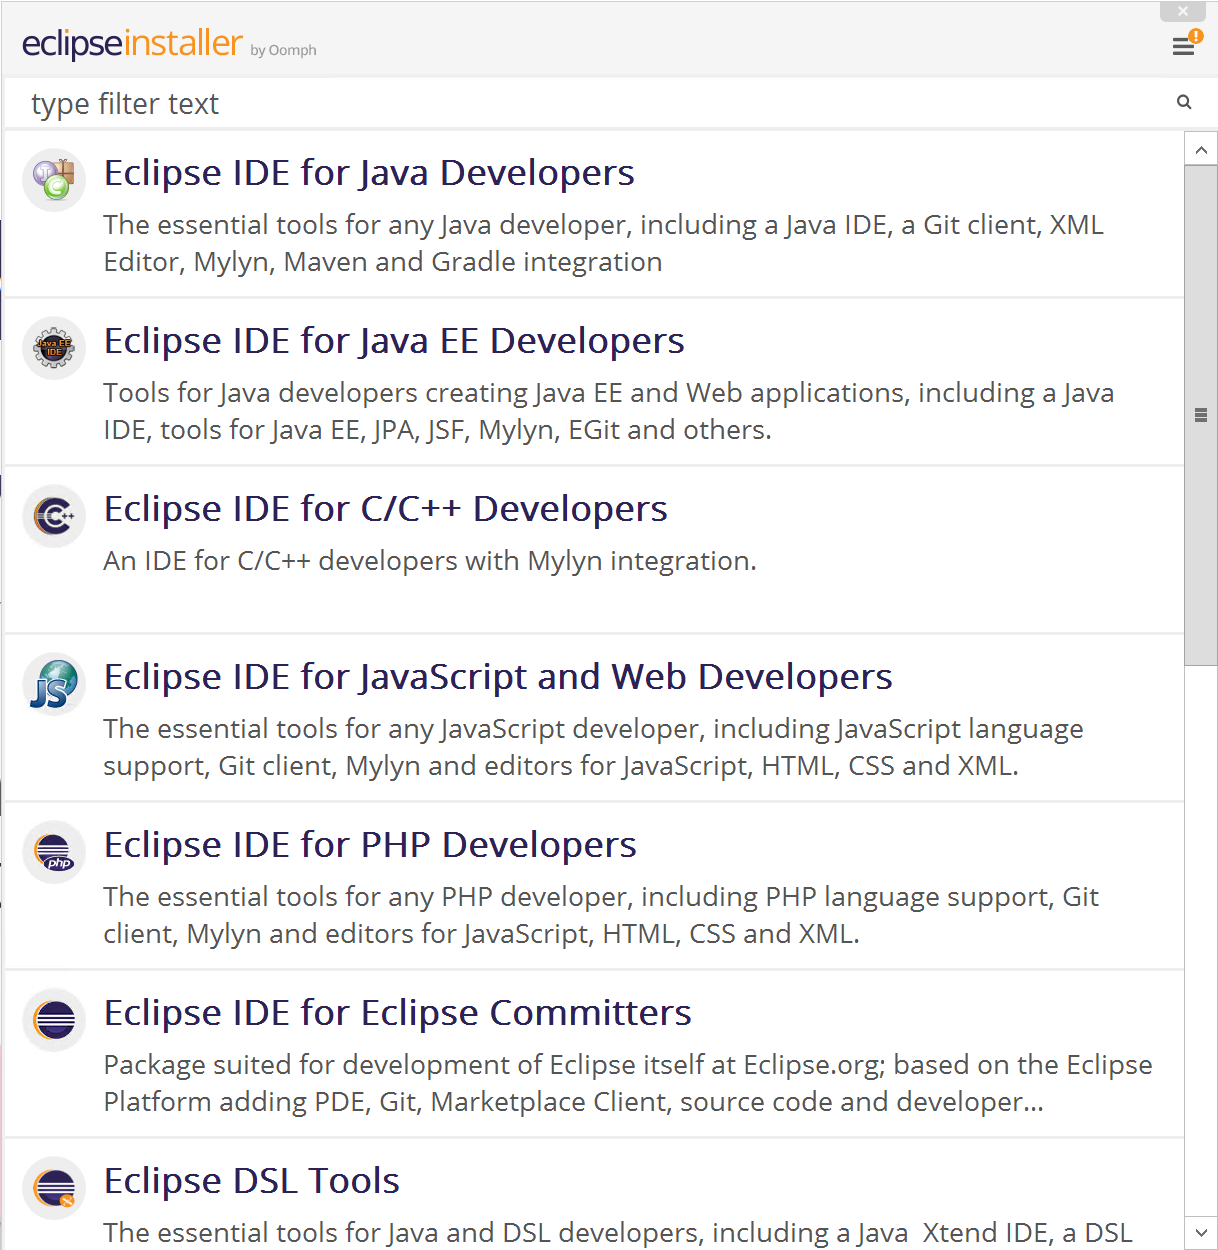 eclipseinstaller by Oomph
type filter text
Eclipse IDE for Java Developers
The essential tools for any Java developer, including a Java IDE, a Git client, XML
Editor, Mylyn, Maven and Gradle integration
Java EE
IDE
Eclipse IDE for Java EE Developers
Tools for Java developers creating Java EE and Web applications, including a Java
IDE, tools for Java EE, JPA, JSF, Mylyn, EGit and others.
C++
Eclipse IDE for C/C++ Developers
An IDE for C/C++ developers with Mylyn integration.
JS
Eclipse IDE for JavaScript and Web Developers
The essential tools for any JavaScript developer, including JavaScript language
support, Git client, Mylyn and editors for JavaScript, HTML, CSS and XML.
php
Eclipse IDE for PHP Developers
The essential tools for any PHP developer, including PHP language support, Git
client, Mylyn and editors for JavaScript, HTML, CSS and XML.
Eclipse IDE for Eclipse Committers
Package suited for development of Eclipse itself at Eclipse.org; based on the Eclipse
Platform adding PDE, Git, Marketplace Client, source code and developer...
Eclipse DSL Tools
The essential tools for Java and DSL developers, including a Java  Xtend IDE, a DSL